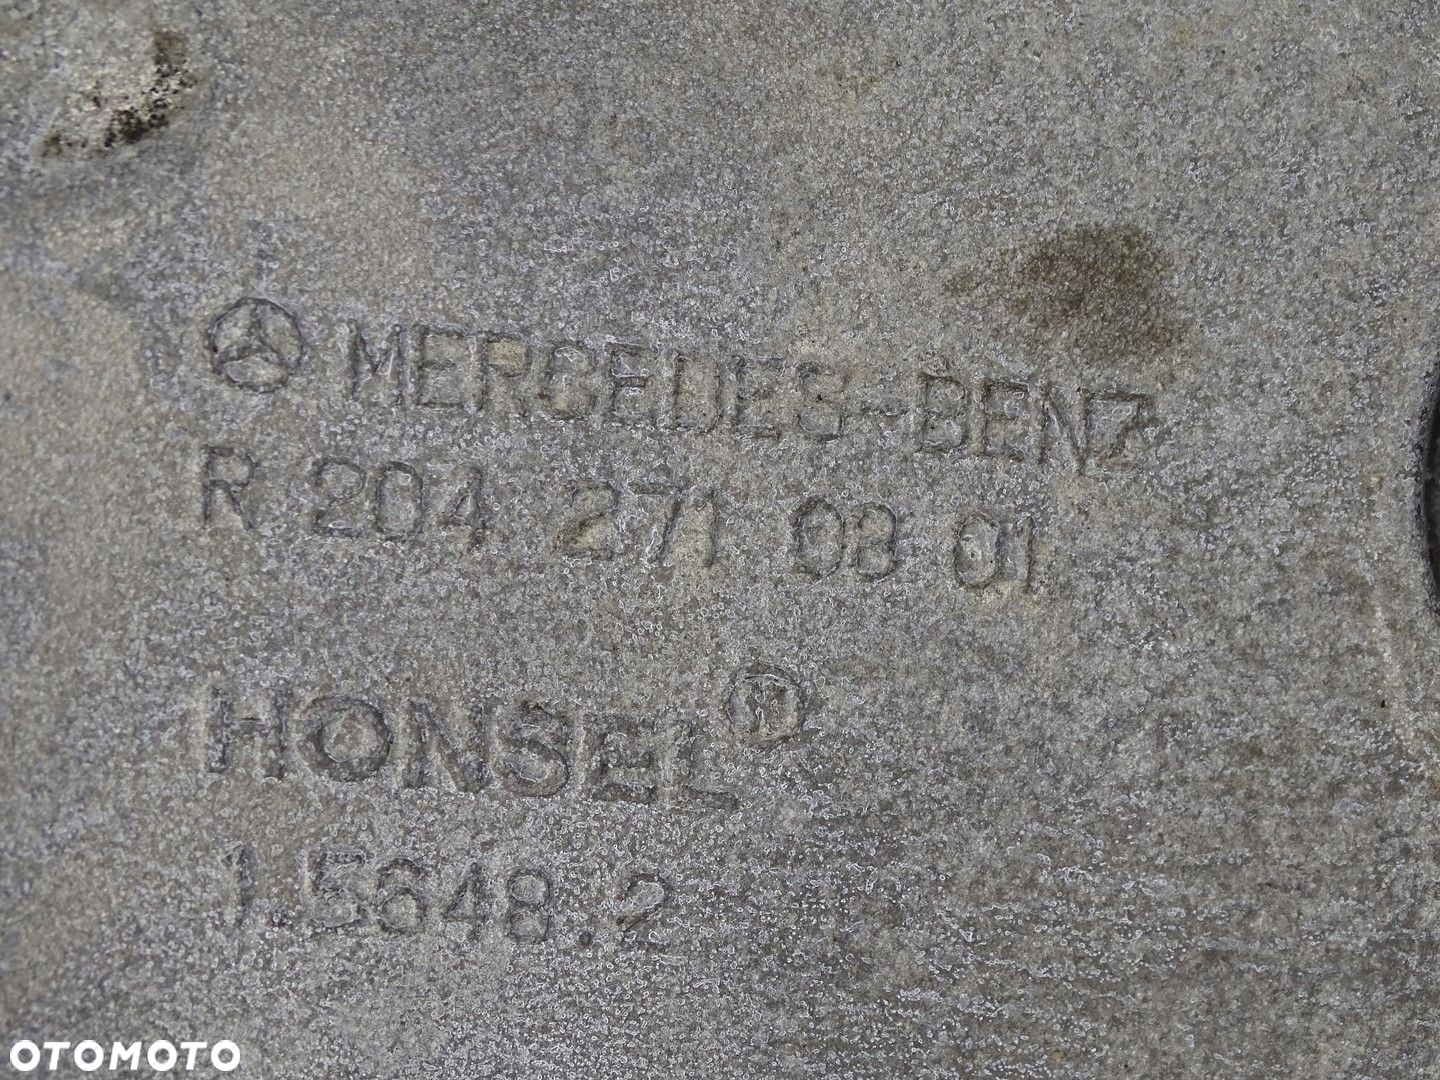 MERCEDES-BENZ
R 204 271 08 01
HONSEL
1.5648.2
OTOMOTO